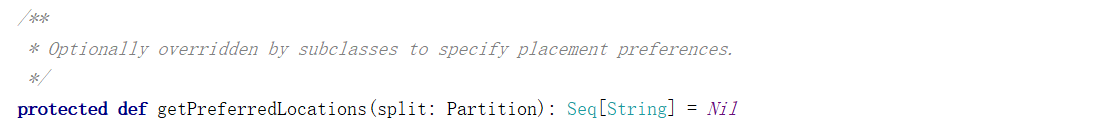 /**
 * Optionally overridden by subclasses to specify placement preferences.
 */
protected def getPreferredLocations(split: Partition): Seq[String] = Nil